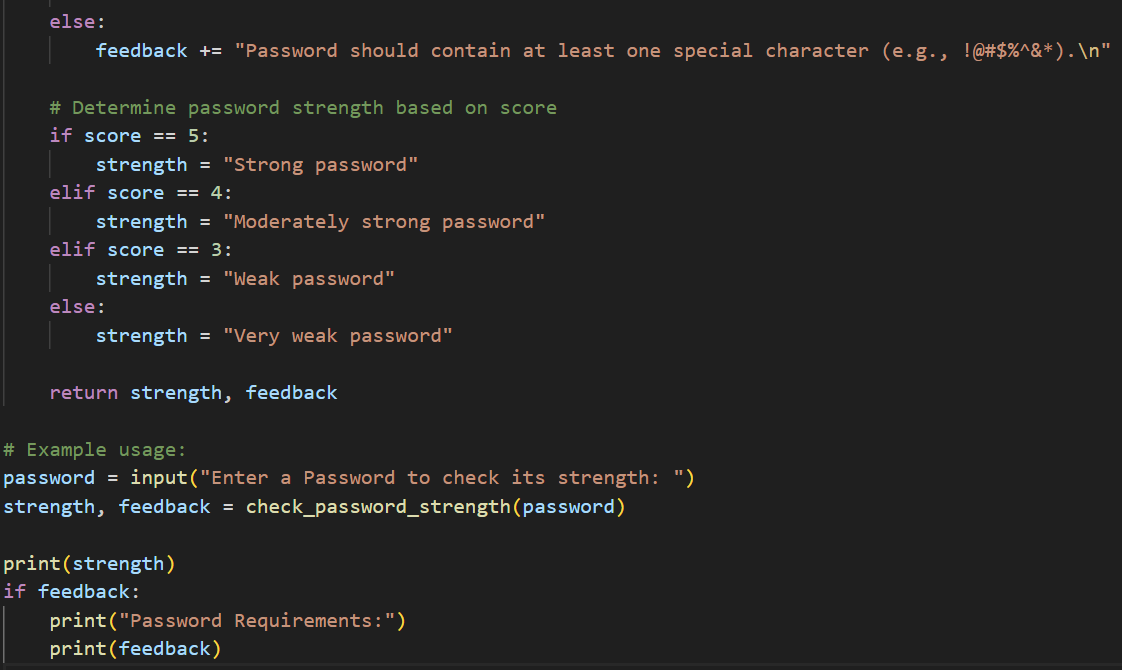 else:
        feedback += "Password should contain at least one special character (e.g., !@#$%^&*).\n"

    # Determine password strength based on score
    if score == 5:
        strength = "Strong password"
    elif score == 4:
        strength = "Moderately strong password"
    elif score == 3:
        strength = "Weak password"
    else:
        strength = "Very weak password"

    return strength, feedback

# Example usage:
password = input("Enter a Password to check its strength: ")
strength, feedback = check_password_strength(password)

print(strength)
if feedback:
    print("Password Requirements:")
    print(feedback)